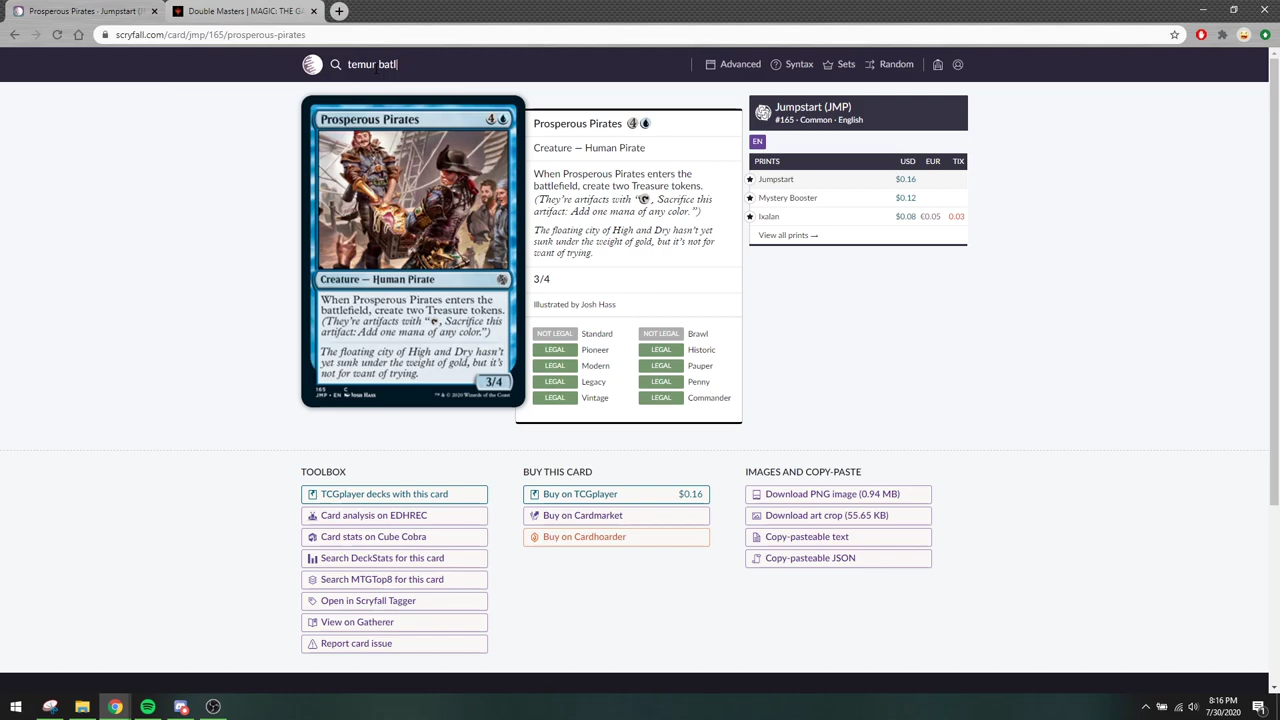 Prosperous Pirates · Jumpstart (
Double Masters | MAGIC: THE G
scryfall.com/card/jmp/165/prosperous-pirates
temur batl
Advanced
Syntax
Sets
Random
Prosperous Pirates 4
Creature — Human Pirate
When Prosperous Pirates enters the
battlefield, create two Treasure tokens.
(They're artifacts with “, Sacrifice this
artifact: Add one mana of any color.”)
The floating city of High and Dry hasn't
yet sunk under the weight of gold, but it's
not for want of trying.
3/4
165 C
JMP • EN Josh Hass
™ & © 2020 Wizards of the Coast
Prosperous Pirates 4
Creature — Human Pirate
When Prosperous Pirates enters the
battlefield, create two Treasure tokens.
(They're artifacts with “, Sacrifice this
artifact: Add one mana of any color.”)
The floating city of High and Dry hasn't yet
sunk under the weight of gold, but it's not for
want of trying.
3/4
Illustrated by Josh Hass
NOT LEGAL Standard NOT LEGAL Brawl
LEGAL Pioneer LEGAL Historic
LEGAL Modern LEGAL Pauper
LEGAL Legacy LEGAL Penny
LEGAL Vintage LEGAL Commander
Jumpstart (JMP)
#165 · Common · English
EN
PRINTS USD EUR TIX
Jumpstart $0.16
Mystery Booster $0.12
Ixalan $0.08 €0.05 0.03
View all prints →
TOOLBOX
TCGplayer decks with this card
Card analysis on EDHREC
Card stats on Cube Cobra
Search DeckStats for this card
Search MTGTop8 for this card
Open in Scryfall Tagger
View on Gatherer
Report card issue
BUY THIS CARD
Buy on TCGplayer $0.16
Buy on Cardmarket
Buy on Cardhoarder
IMAGES AND COPY-PASTE
Download PNG image (0.94 MB)
Download art crop (55.65 KB)
Copy-pasteable text
Copy-pasteable JSON
8:16 PM
7/30/2020